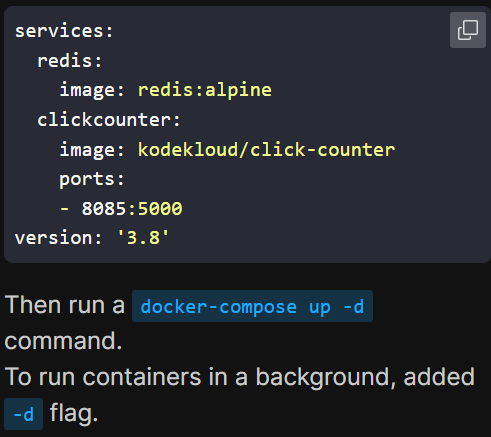 services:
  redis:
    image: redis:alpine
  clickcounter:
    image: kodekloud/click-counter
    ports:
    - 8085:5000
version: '3.8'
Then run a docker-compose up -d
command.
To run containers in a background, added
-d flag.